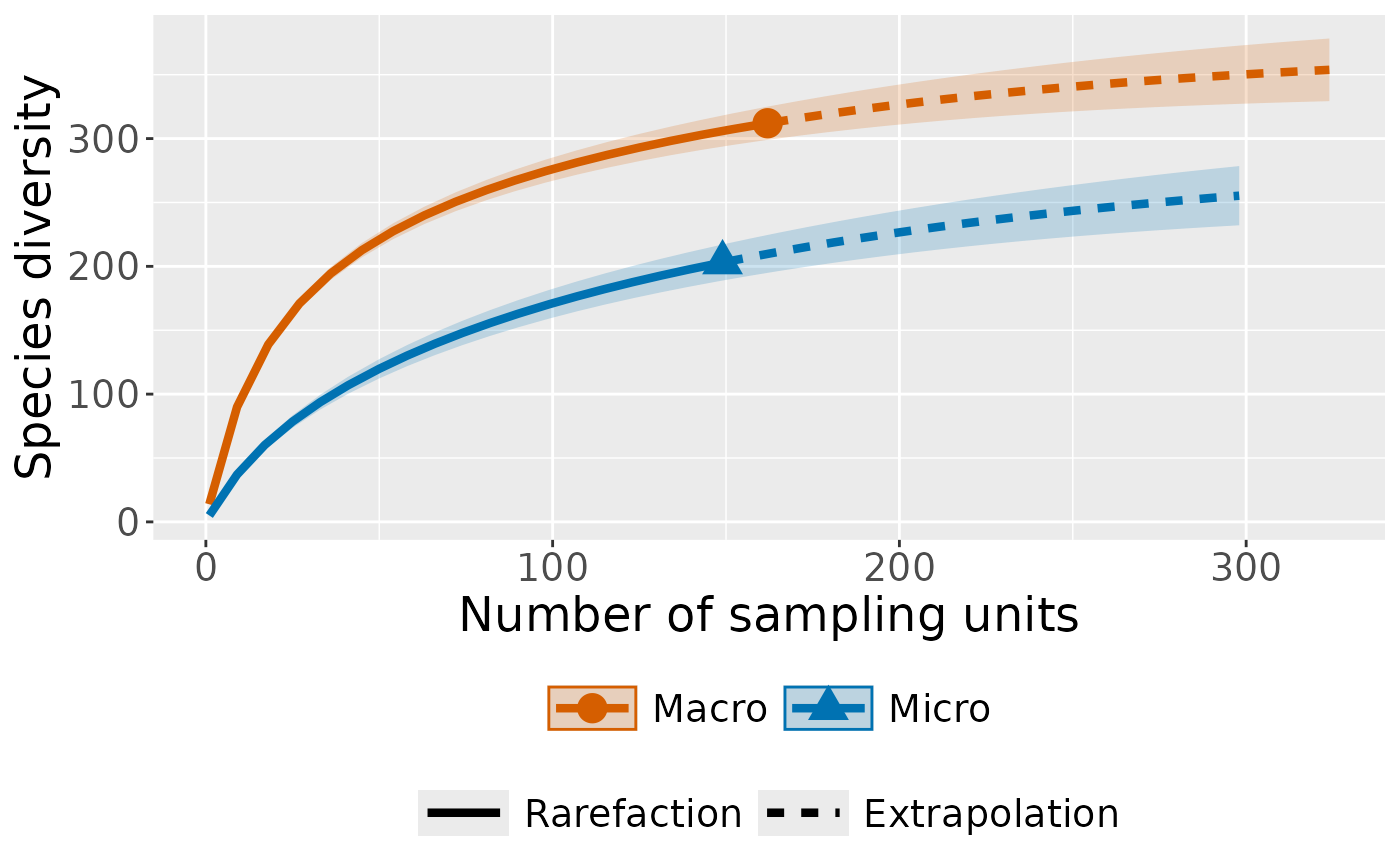 Species diversity
300
200
100
0
0 100 200 300
Number of sampling units
Macro Micro
Rarefaction Extrapolation